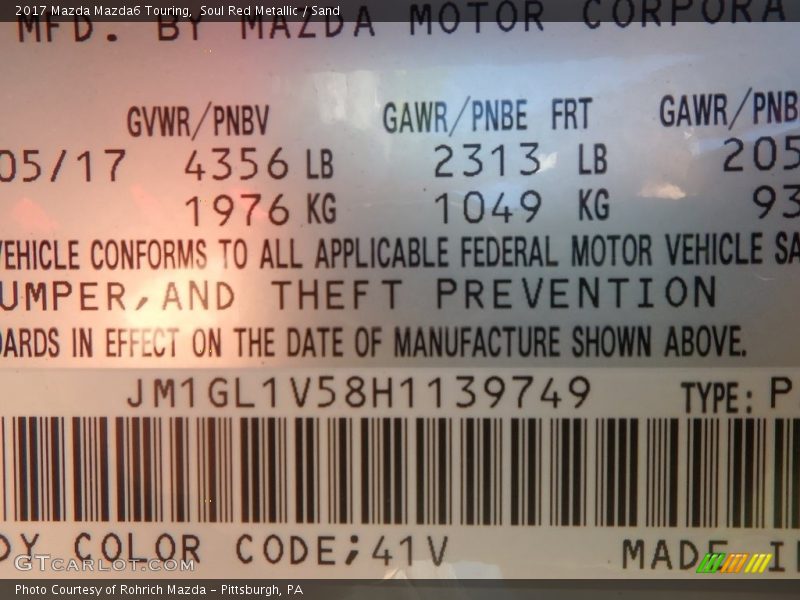 2017 Mazda Mazda6 Touring, Soul Red Metallic / Sand
MFD. BY MAZDA MOTOR CORPORA
GVWR/PNBV GAWR/PNBE FRT GAWR/PNB
05/17 4356 LB 2313 LB 205
1976 KG 1049 KG 93
VEHICLE CONFORMS TO ALL APPLICABLE FEDERAL MOTOR VEHICLE SA
UMPER, AND THEFT PREVENTION
DARDS IN EFFECT ON THE DATE OF MANUFACTURE SHOWN ABOVE.
JM1GL1V58H1139749 TYPE: P
DY COLOR CODE;41V MADE I
GTcarlot.com
Photo Courtesy of Rohrich Mazda - Pittsburgh, PA